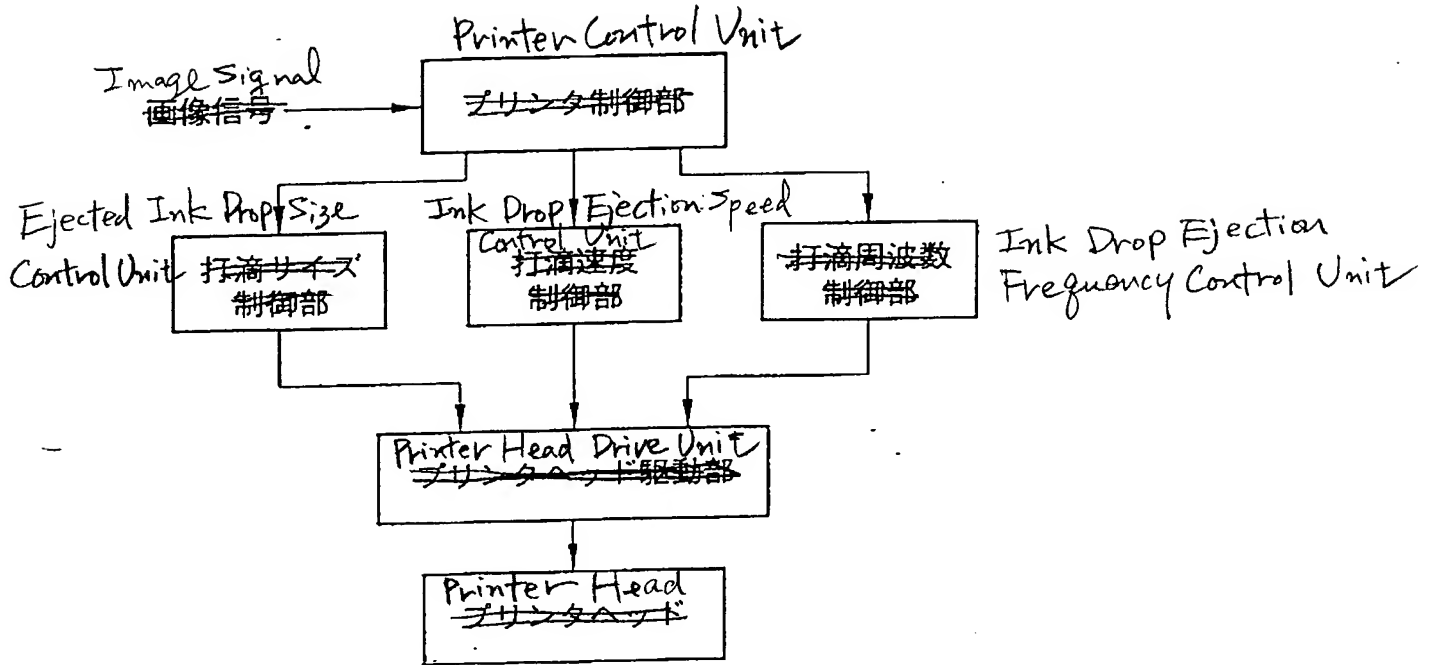 Printer Control Unit
Image Signal
画像信号
プリンタ制御部
Ejected Ink Drop Size
Control Unit
打滴サイズ
制御部
Ink Drop Ejection Speed
Control Unit
打滴速度
制御部
打滴周波数
制御部
Ink Drop Ejection
Frequency Control Unit
Printer Head Drive Unit
プリンタヘッド駆動部
Printer Head
プリンタヘッド